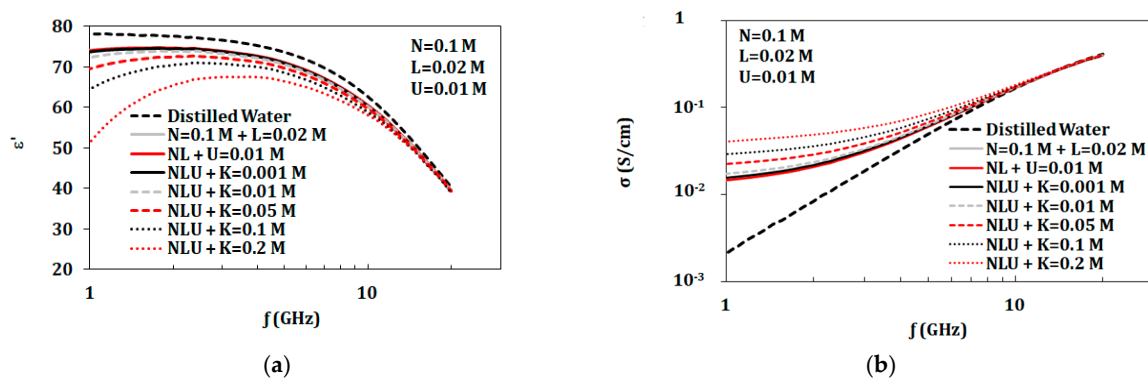 80
70
60
50
40
30
20
ε'
1
10
f (GHz)
N=0.1 M
L=0.02 M
U=0.01 M
Distilled Water
N=0.1 M + L=0.02 M
NL + U=0.01 M
NLU + K=0.001 M
NLU + K=0.01 M
NLU + K=0.05 M
NLU + K=0.1 M
NLU + K=0.2 M
(a)
1
10-1
10-2
10-3
σ (S/cm)
1
10
f (GHz)
N=0.1 M
L=0.02 M
U=0.01 M
Distilled Water
N=0.1 M + L=0.02 M
NL + U=0.01 M
NLU + K=0.001 M
NLU + K=0.01 M
NLU + K=0.05 M
NLU + K=0.1 M
NLU + K=0.2 M
(b)